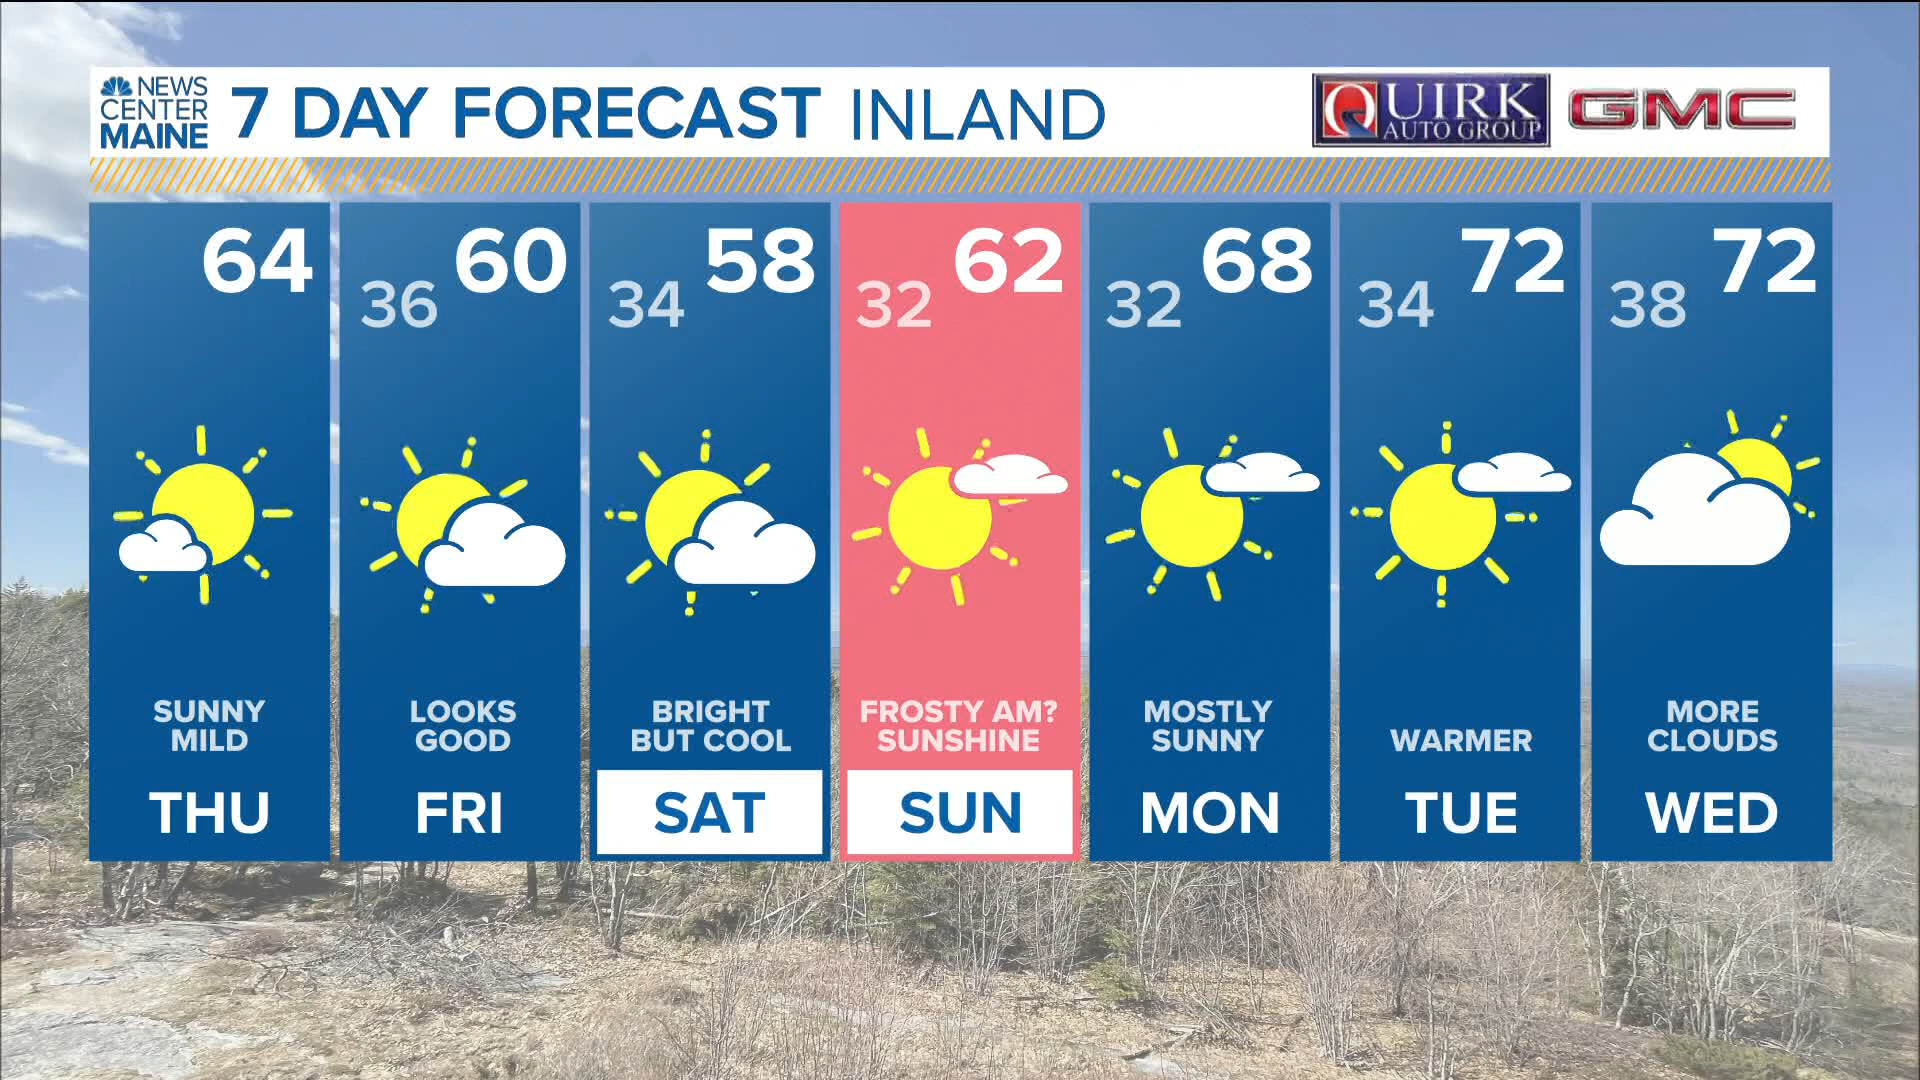 NEWS
CENTER
MAINE
7 DAY FORECAST INLAND
QUIRK
AUTO GROUP
GMC
64
36 60
34 58
32 62
32 68
34 72
38 72
SUNNY
MILD
LOOKS
GOOD
BRIGHT
BUT COOL
FROSTY AM?
SUNSHINE
MOSTLY
SUNNY
WARMER
MORE
CLOUDS
THU
FRI
SAT
SUN
MON
TUE
WED